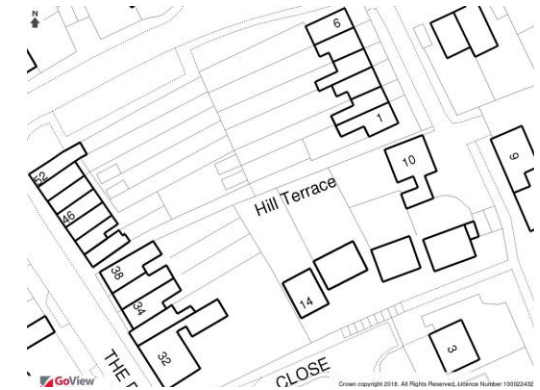 N
6
1
10
9
52
46
Hill Terrace
38
34
14
32
3
THE
CLOSE
GoView
Crown copyright 2018. All Rights Reserved. Licence Number 100022432